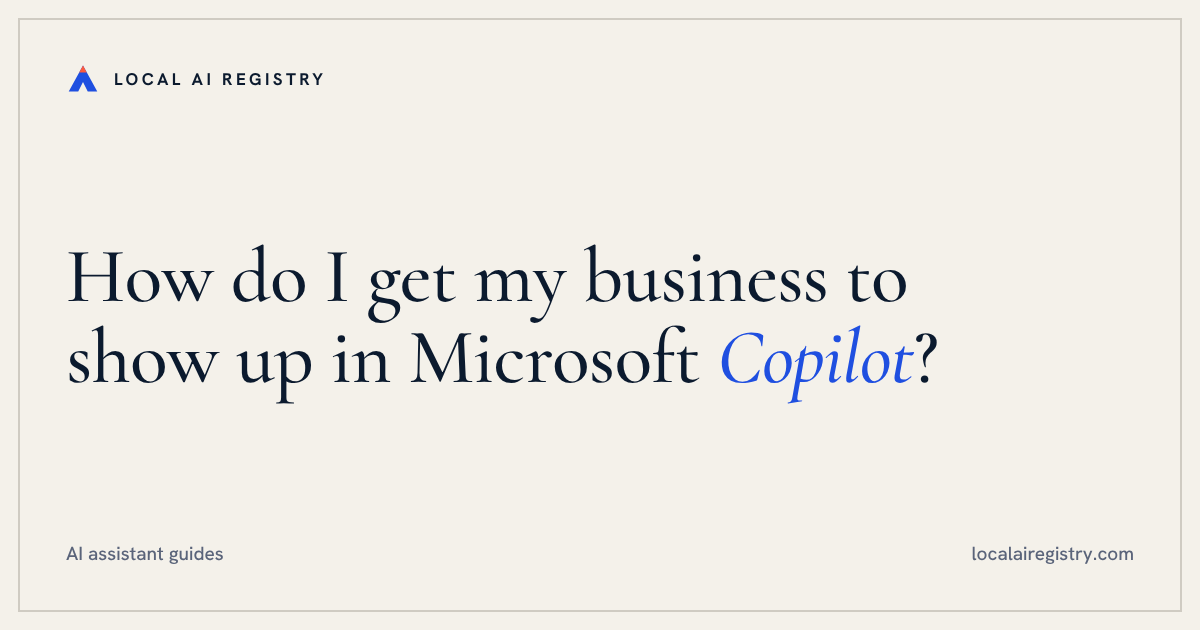 LOCAL AI REGISTRY
How do I get my business to
show up in Microsoft Copilot?
AI assistant guides
localairegistry.com